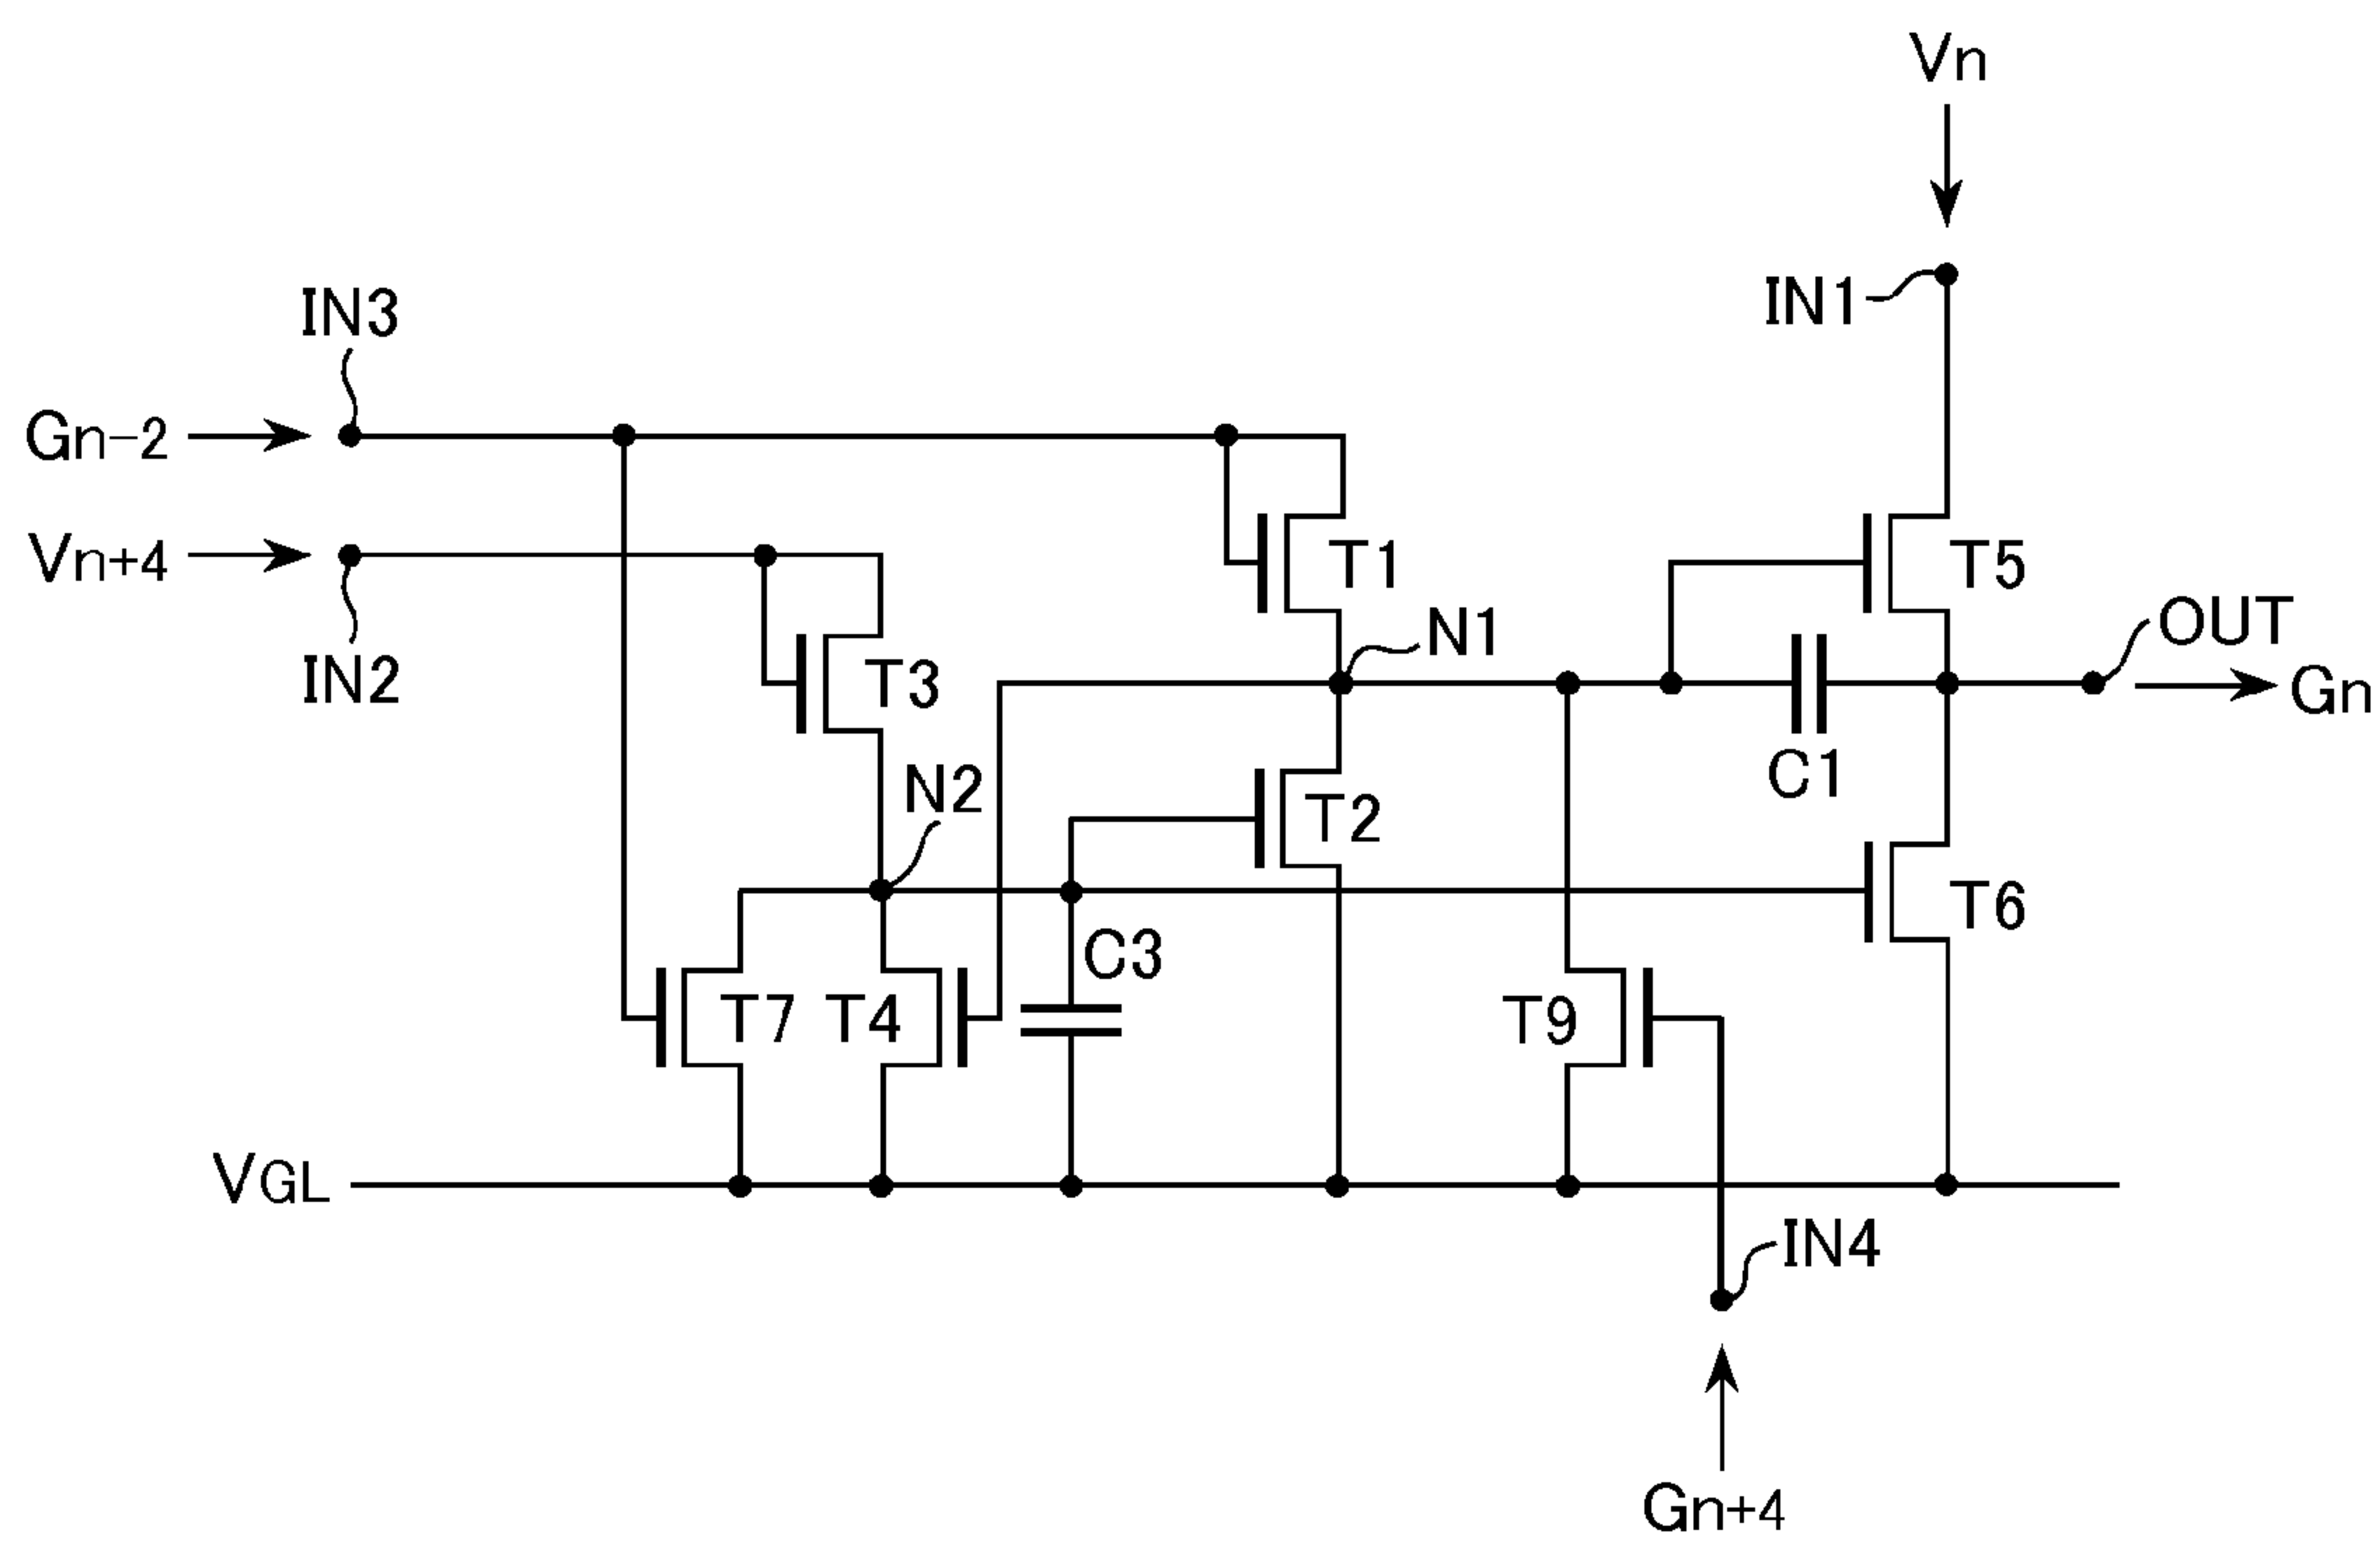 Vn
IN3
IN1
Gn-2
Vn+4
T1
T5
OUT
N1
IN2
T3
Gn
N2
C1
T2
T6
C3
T7
T4
T9
VGL
IN4
Gn+4